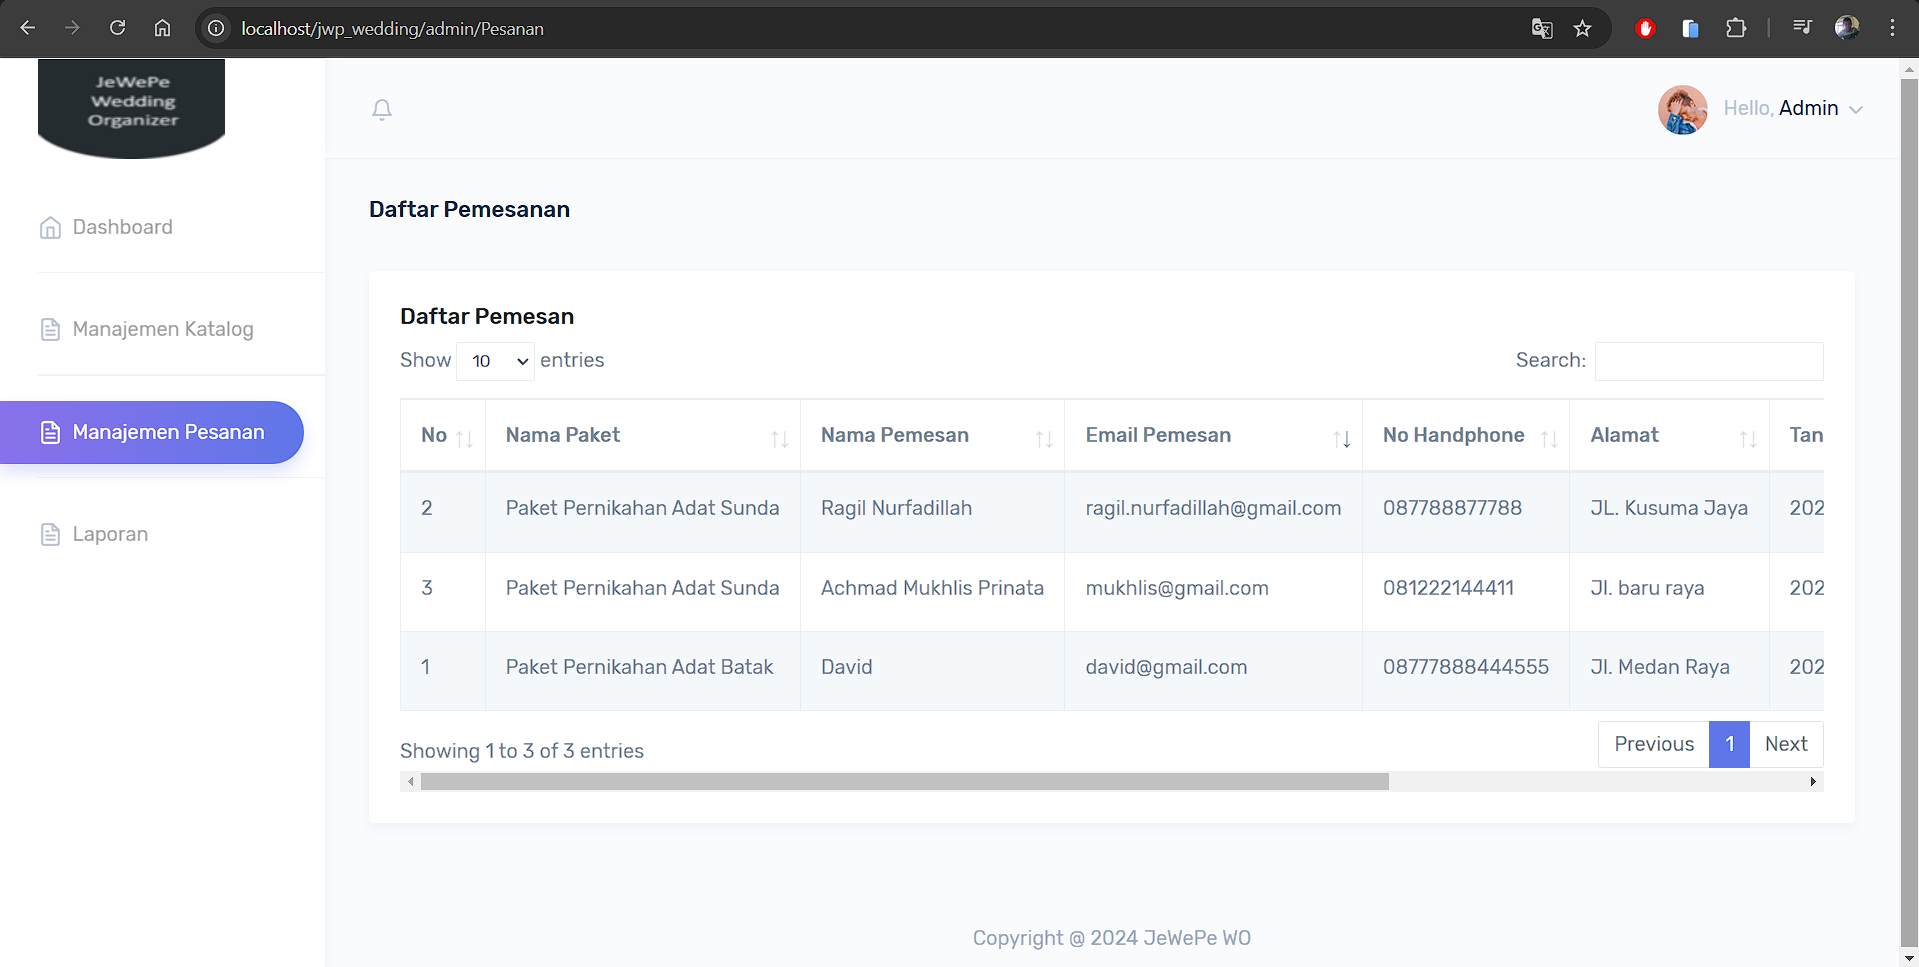 localhost/jwp_wedding/admin/Pesanan
JeWePe
Wedding
Organizer
Hello, Admin
Dashboard
Manajemen Katalog
Manajemen Pesanan
Laporan
Daftar Pemesanan
Daftar Pemesan
Show 10 entries
Search:
No Nama Paket Nama Pemesan Email Pemesan No Handphone Alamat Tan
2 Paket Pernikahan Adat Sunda Ragil Nurfadillah ragil.nurfadillah@gmail.com 087788877788 JL. Kusuma Jaya 202
3 Paket Pernikahan Adat Sunda Achmad Mukhlis Prinata mukhlis@gmail.com 081222144411 Jl. baru raya 202
1 Paket Pernikahan Adat Batak David david@gmail.com 08777888444555 Jl. Medan Raya 202
Showing 1 to 3 of 3 entries
Previous 1 Next
Copyright @ 2024 JeWePe WO